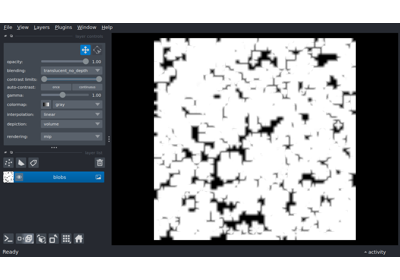 File View Layers Plugins Window Help
opacity: 1.00
blending: translucent_no_depth
contrast limits:
auto-contrast: once continuous
gamma: 1.00
colormap: gray
interpolation: linear
depiction: volume
rendering: mip
blobs
Ready
activity